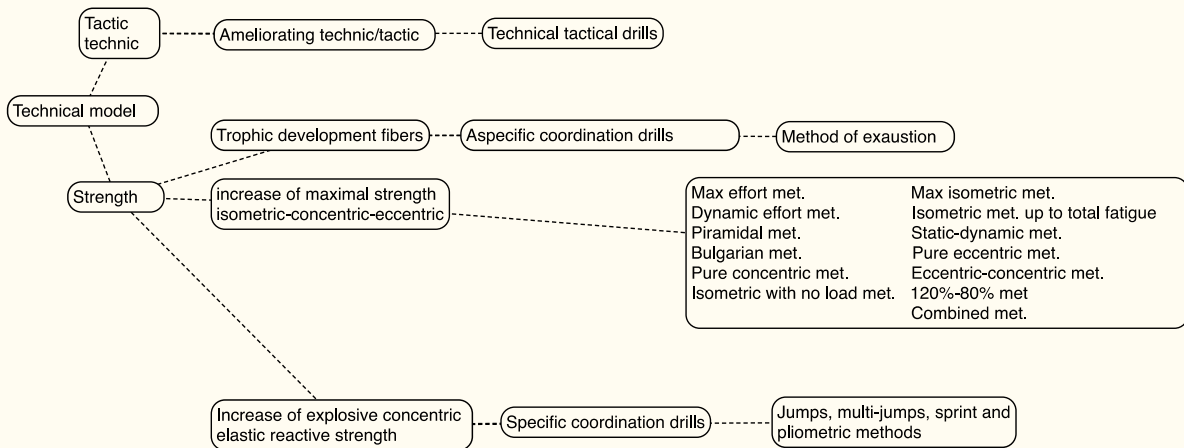 Tactic
technic
Ameliorating technic/tactic
Technical tactical drills
Technical model
Trophic development fibers
Aspecific coordination drills
Method of exaustion
Strength
increase of maximal strength
isometric-concentric-eccentric
Max effort met.
Dynamic effort met.
Piramidal met.
Bulgarian met.
Pure concentric met.
Isometric with no load met.
Max isometric met.
Isometric met. up to total fatigue
Static-dynamic met.
Pure eccentric met.
Eccentric-concentric met.
120%-80% met
Combined met.
Increase of explosive concentric
elastic reactive strength
Specific coordination drills
Jumps, multi-jumps, sprint and
pliometric methods